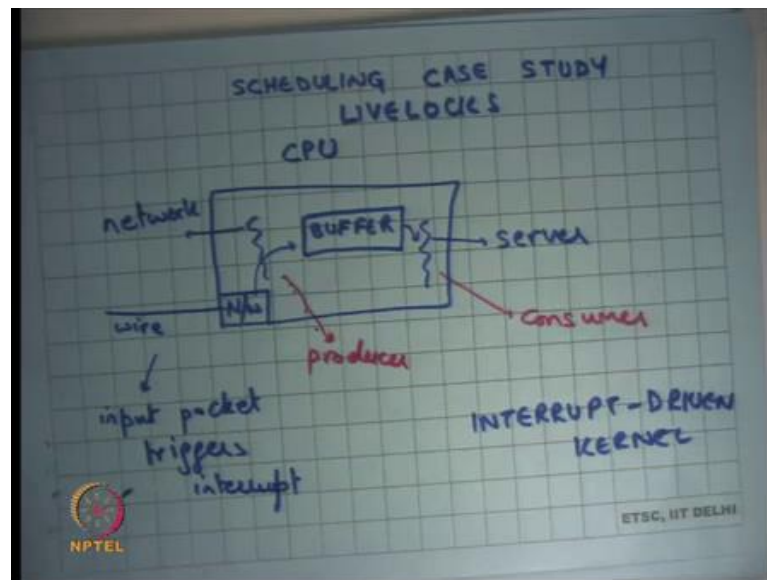 SCHEDULING CASE STUDY
LIVELOCKS
CPU
network
BUFFER
server
N/W
wire
producer
consumer
input packet
triggers
interrupt
INTERRUPT-DRIVEN
KERNEL
NPTEL
ETSC, IIT DELHI